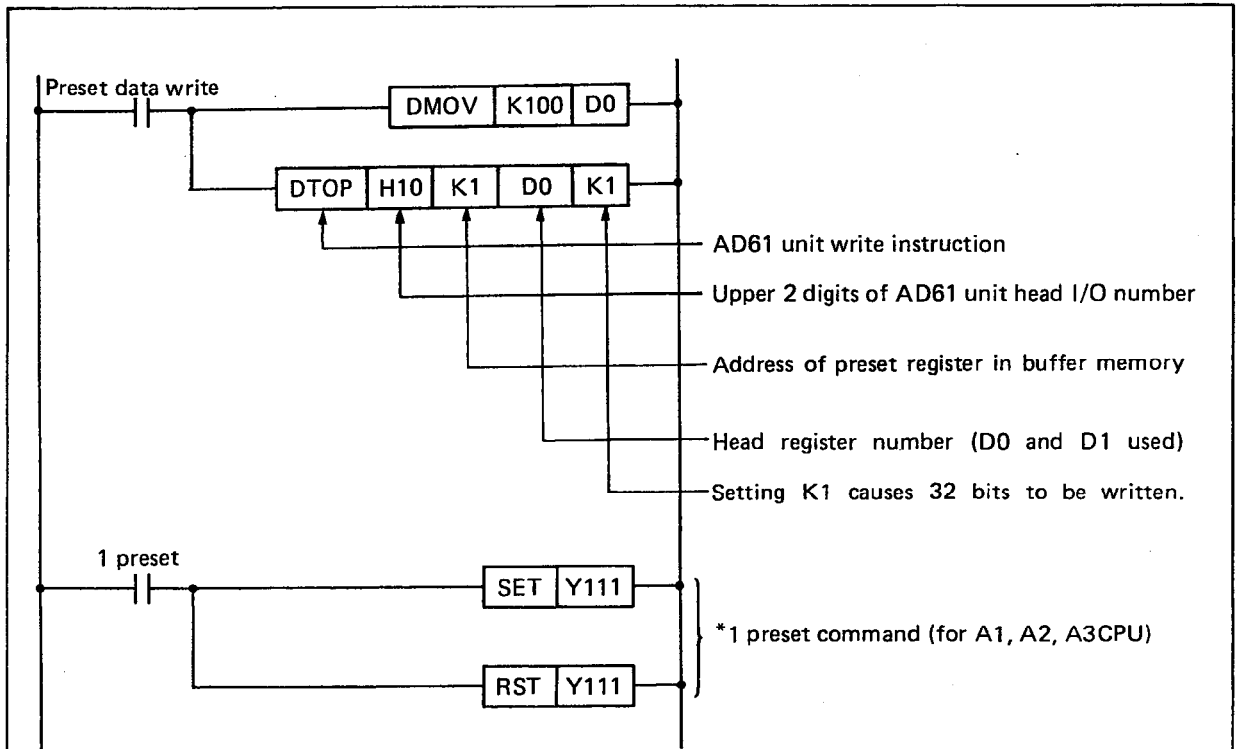 Preset data write
DMOV K100 D0
DTOP H10 K1 D0 K1
AD61 unit write instruction
Upper 2 digits of AD61 unit head I/O number
Address of preset register in buffer memory
Head register number (D0 and D1 used)
Setting K1 causes 32 bits to be written.
1 preset
SET Y111
*1 preset command (for A1, A2, A3CPU)
RST Y111